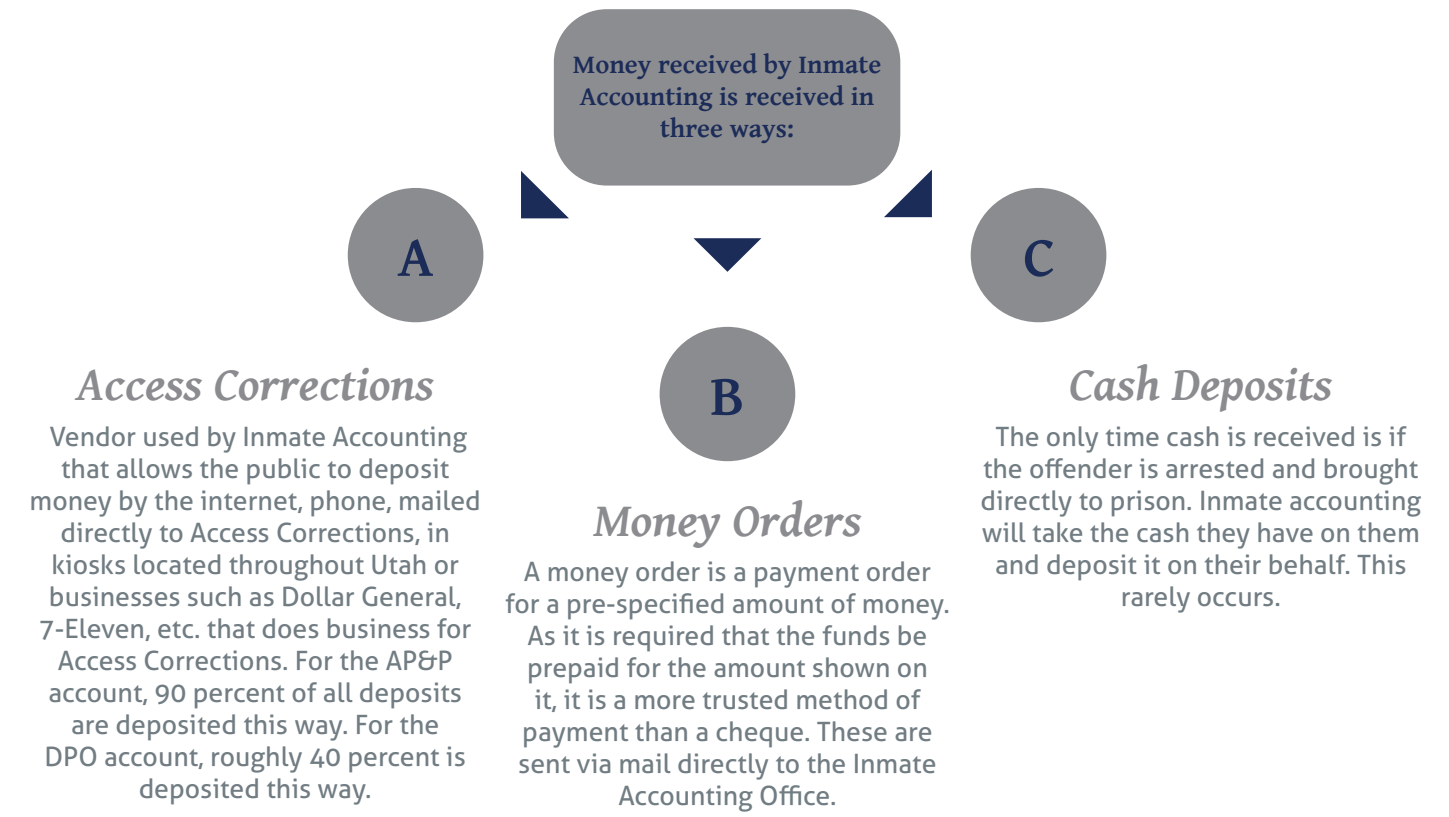 Money received by Inmate
Accounting is received in
three ways:
A
Access Corrections
Vendor used by Inmate Accounting
that allows the public to deposit
money by the internet, phone, mailed
directly to Access Corrections, in
kiosks located throughout Utah or
businesses such as Dollar General,
7-Eleven, etc. that does business for
Access Corrections. For the AP&P
account, 90 percent of all deposits
are deposited this way. For the
DPO account, roughly 40 percent is
deposited this way.
B
Money Orders
A money order is a payment order
for a pre-specified amount of money.
As it is required that the funds be
prepaid for the amount shown on
it, it is a more trusted method of
payment than a cheque. These are
sent via mail directly to the Inmate
Accounting Office.
C
Cash Deposits
The only time cash is received is if
the offender is arrested and brought
directly to prison. Inmate accounting
will take the cash they have on them
and deposit it on their behalf. This
rarely occurs.